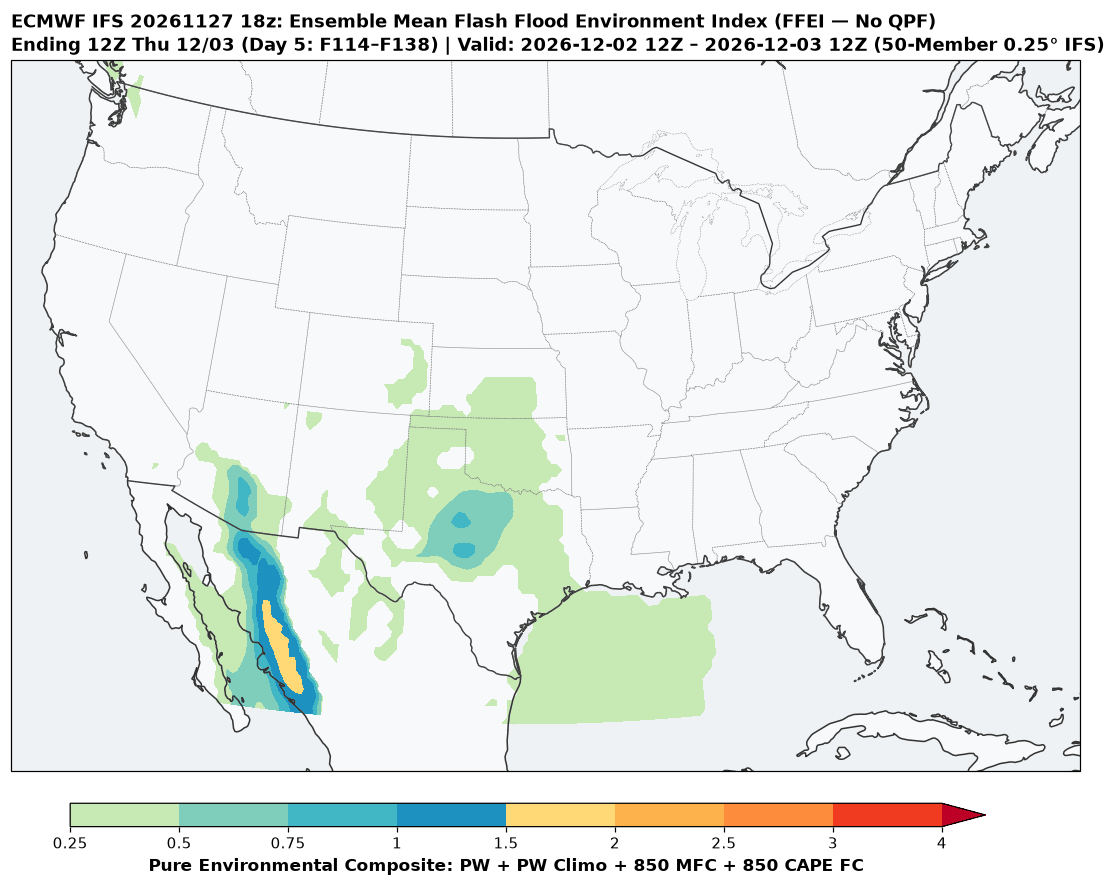 ECMWF IFS 20261127 18z: Ensemble Mean Flash Flood Environment Index (FFEI — No QPF)
Ending 12Z Thu 12/03 (Day 5: F114–F138) | Valid: 2026-12-02 12Z – 2026-12-03 12Z (50-Member 0.25° IFS)
0.25 0.5 0.75 1 1.5 2 2.5 3 4
Pure Environmental Composite: PW + PW Climo + 850 MFC + 850 CAPE FC